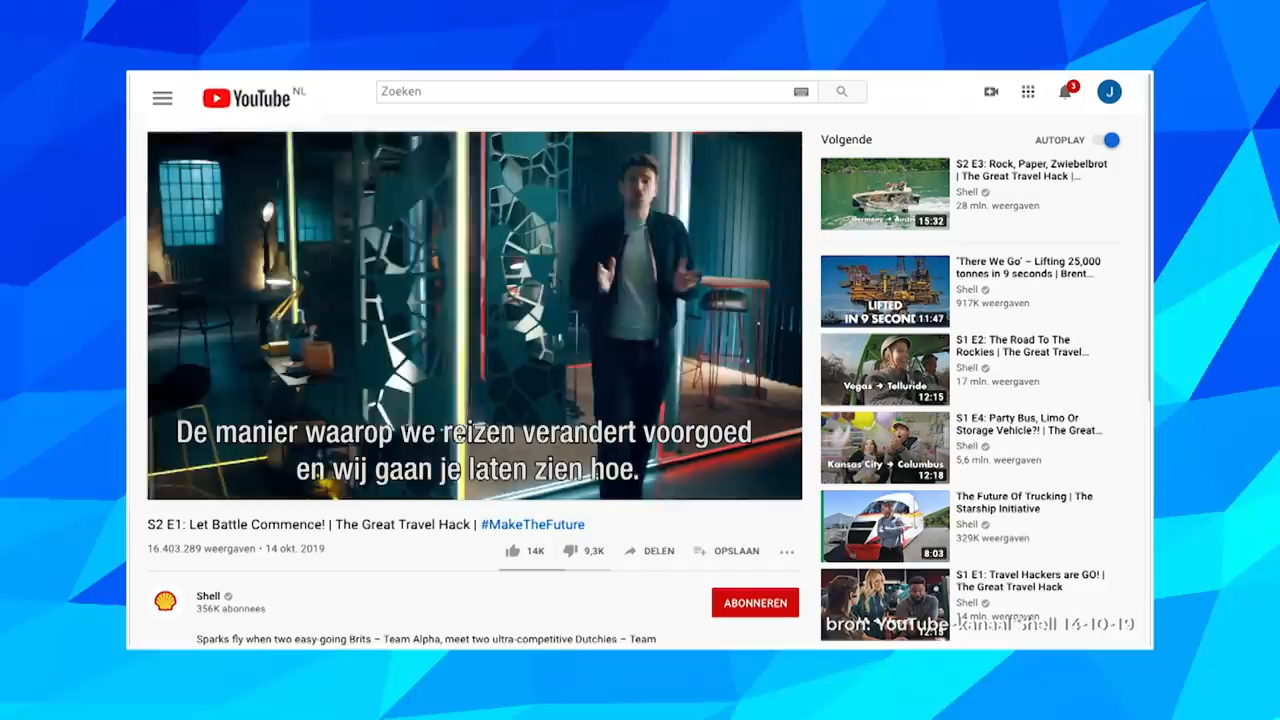 YouTube NL
Zoeken
3
J
De manier waarop we reizen verandert voorgoed
en wij gaan je laten zien hoe.
S2 E1: Let Battle Commence! | The Great Travel Hack | #MakeTheFuture
16.403.289 weergaven • 14 okt. 2019
14K
9,3K
DELEN
OPSLAAN
Shell
356K abonnees
ABONNEREN
Sparks fly when two easy-going Brits – Team Alpha, meet two ultra-competitive Dutchies – Team
Volgende
AUTOPLAY
Germany → Austria
15:32
S2 E3: Rock, Paper, Zwiebelbrot
| The Great Travel Hack |...
Shell
28 mln. weergaven
LIFTED
IN 9 SECOND
11:47
'There We Go' – Lifting 25,000
tonnes in 9 seconds | Brent...
Shell
917K weergaven
Vegas → Telluride
12:15
S1 E2: The Road To The
Rockies | The Great Travel...
Shell
17 mln. weergaven
Kansas City → Columbus
12:18
S1 E4: Party Bus, Limo Or
Storage Vehicle?! | The Great...
Shell
5,6 mln. weergaven
8:03
The Future Of Trucking | The
Starship Initiative
Shell
329K weergaven
S1 E1: Travel Hackers are GO! |
The Great Travel Hack
Shell
14 mln. weergaven
bron: YouTube-kanaal Shell 14-10-19